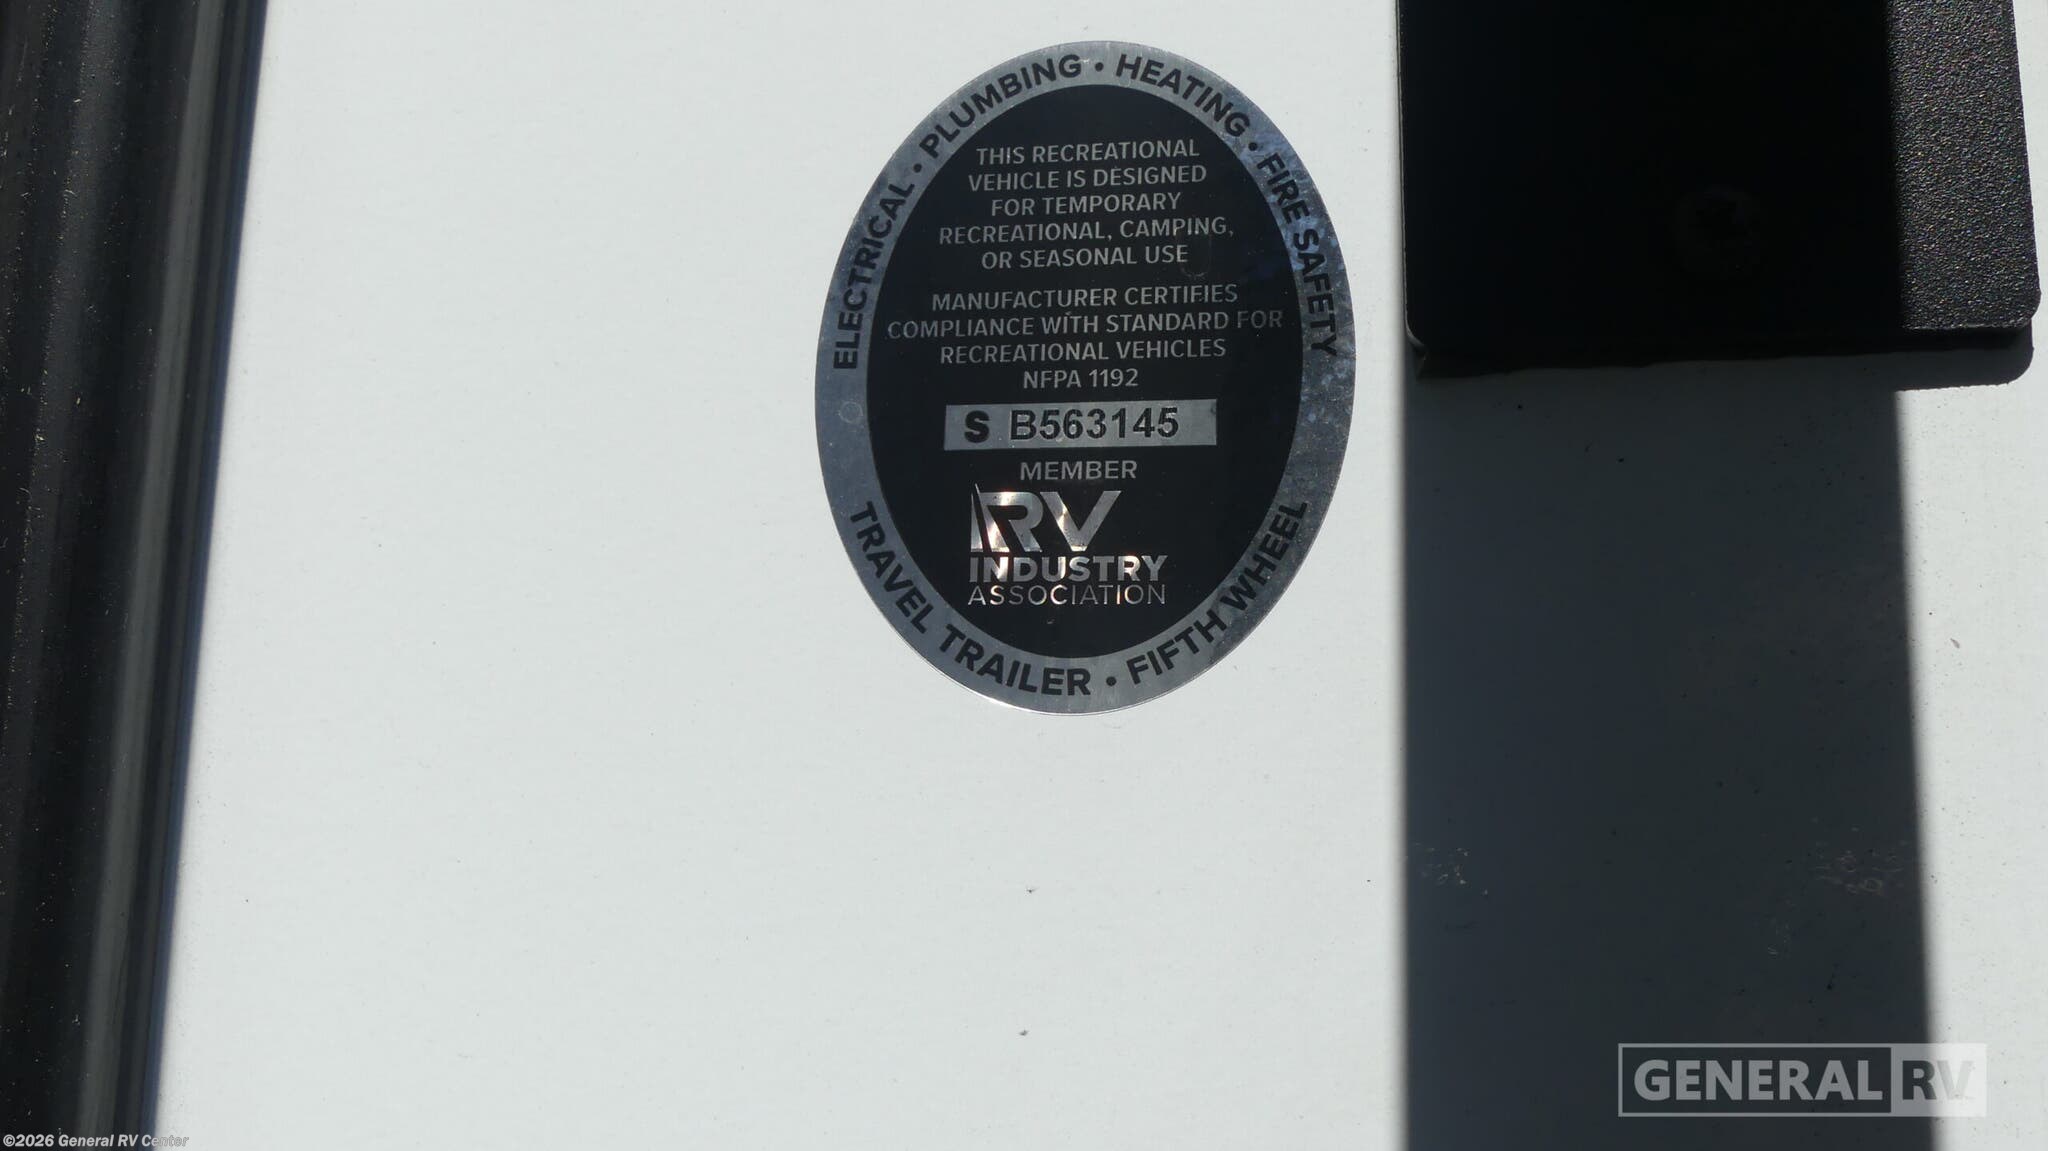 ELECTRICAL • PLUMBING • HEATING • FIRE SAFETY
THIS RECREATIONAL
VEHICLE IS DESIGNED
FOR TEMPORARY
RECREATIONAL, CAMPING,
OR SEASONAL USE
MANUFACTURER CERTIFIES
COMPLIANCE WITH STANDARD FOR
RECREATIONAL VEHICLES
NFPA 1192
S B563145
MEMBER
RV
INDUSTRY
ASSOCIATION
TRAVEL TRAILER • FIFTH WHEEL
GENERAL RV
©2026 General RV Center